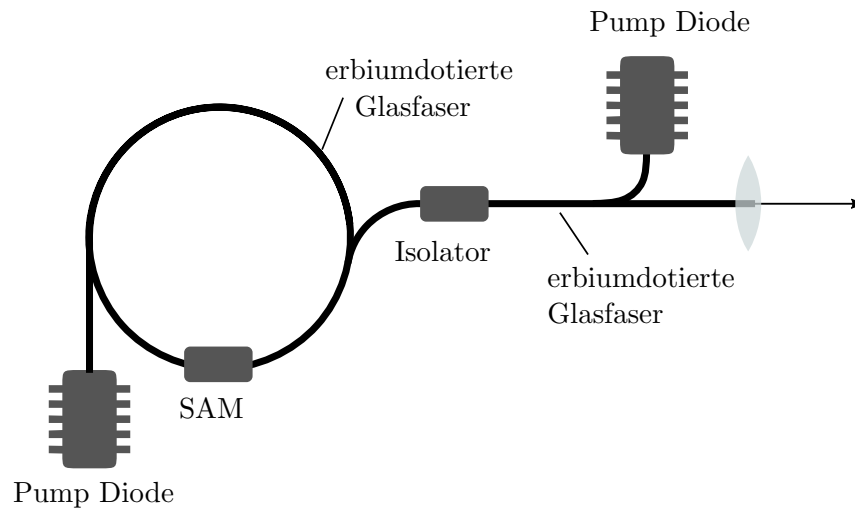 Pump Diode
erbiumdotierte
Glasfaser
Isolator
erbiumdotierte
Glasfaser
SAM
Pump Diode